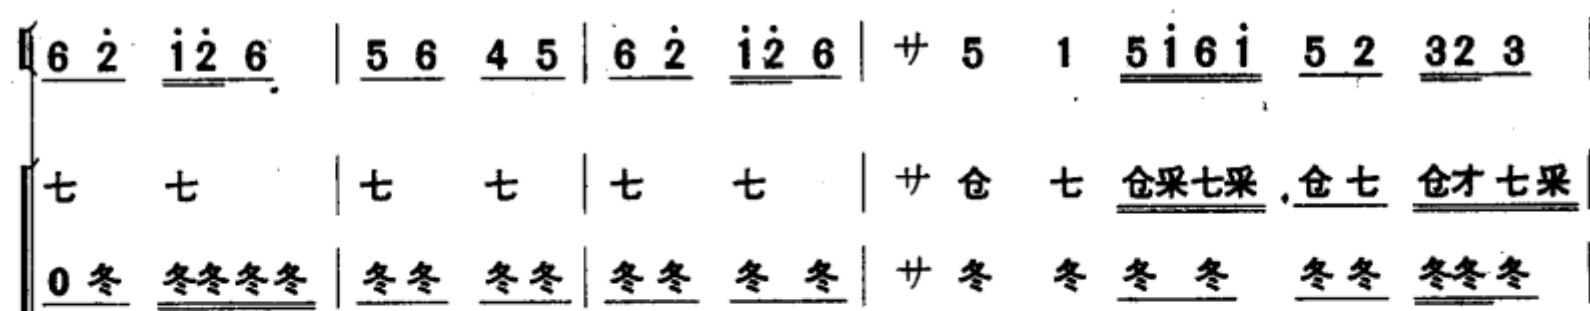 6 2̇ 1̇2̇ 6 | 5 6 4 5 | 6 2̇ 1̇2̇ 6 | サ 5 1 5 1̇ 6 1̇ 5 2 32 3 |
七 七 | 七 七 | 七 七 | サ 仓 七 仓采七采 仓七 仓才七采 |
0 冬 冬冬冬冬 | 冬冬 冬冬 | 冬冬 冬 冬 | サ 冬 冬 冬 冬 冬冬 冬冬冬 |